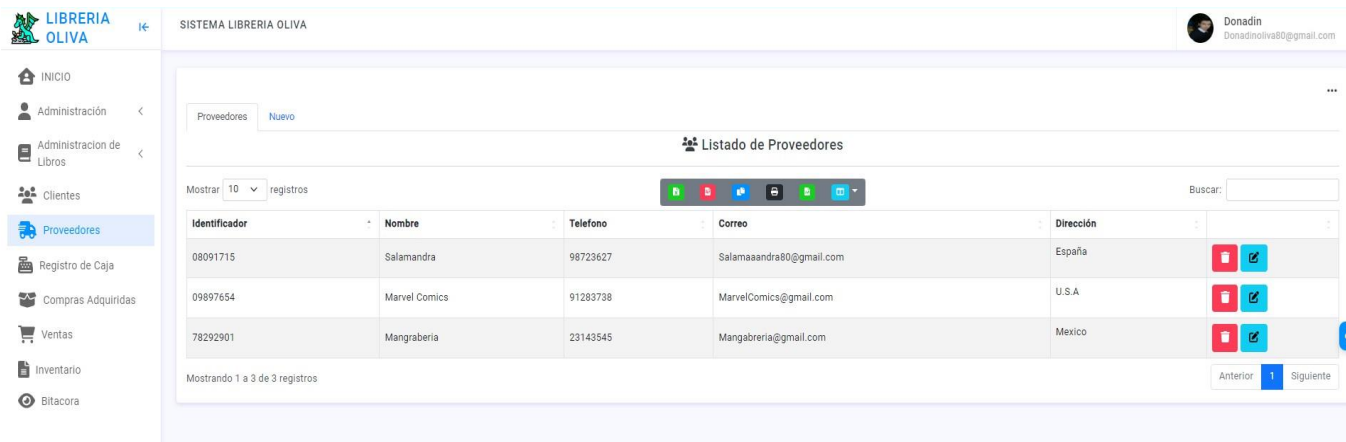 LIBRERIA
OLIVA
SISTEMA LIBRERIA OLIVA
Donadin
Donadinoliva80@gmail.com
INICIO
Administración
Administracion de
Libros
Clientes
Proveedores
Registro de Caja
Compras Adquiridas
Ventas
Inventario
Bitacora
Proveedores Nuevo
Listado de Proveedores
Mostrar 10 registros
Buscar:
Identificador Nombre Telefono Correo Dirección
08091715 Salamandra 98723627 Salamaaandra80@gmail.com España
09897654 Marvel Comics 91283738 MarvelComics@gmail.com U.S.A
78292901 Mangraberia 23143545 Mangabreria@gmail.com Mexico
Mostrando 1 a 3 de 3 registros
Anterior 1 Siguiente